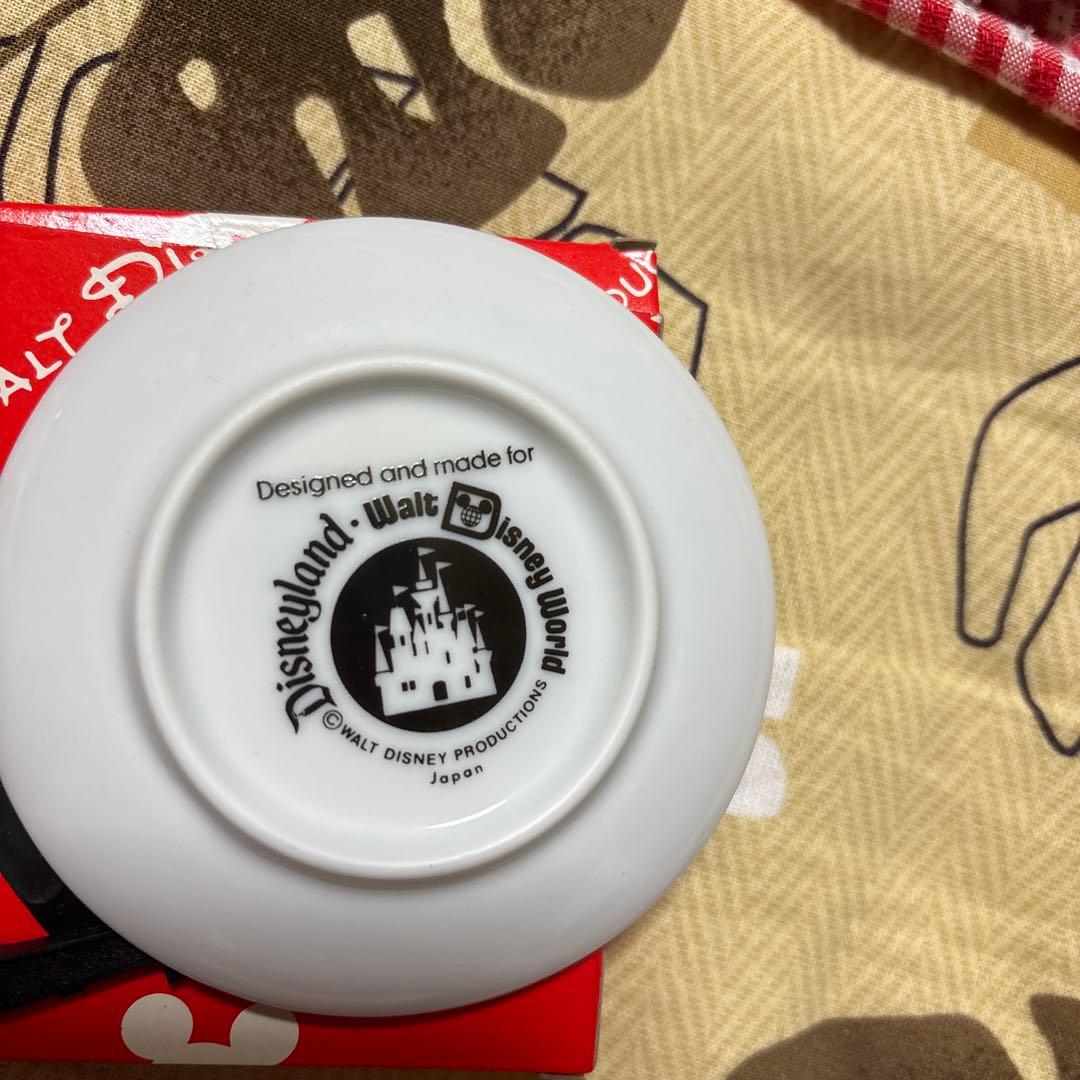 Designed and made for
Disneyland · Walt Disney World
©WALT DISNEY PRODUCTIONS
Japan